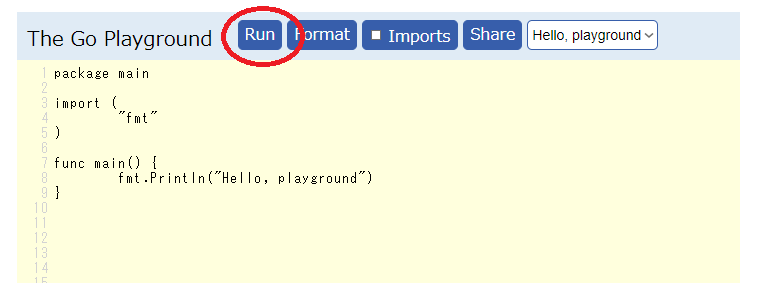 The Go Playground Run Format Imports Share Hello, playground
1 package main
2
3 import (
4 "fmt"
5 )
6
7 func main() {
8 fmt.Println("Hello, playground")
9 }
10
11
12
13
14
15